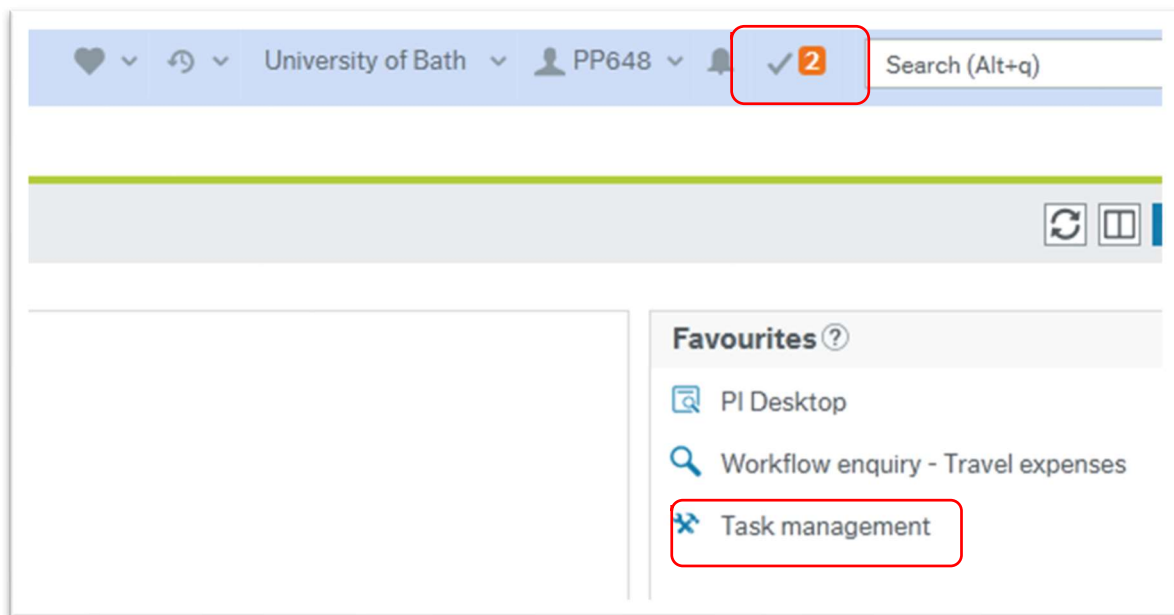 University of Bath PP648 2 Search (Alt+q)
Favourites ?
PI Desktop
Workflow enquiry - Travel expenses
Task management